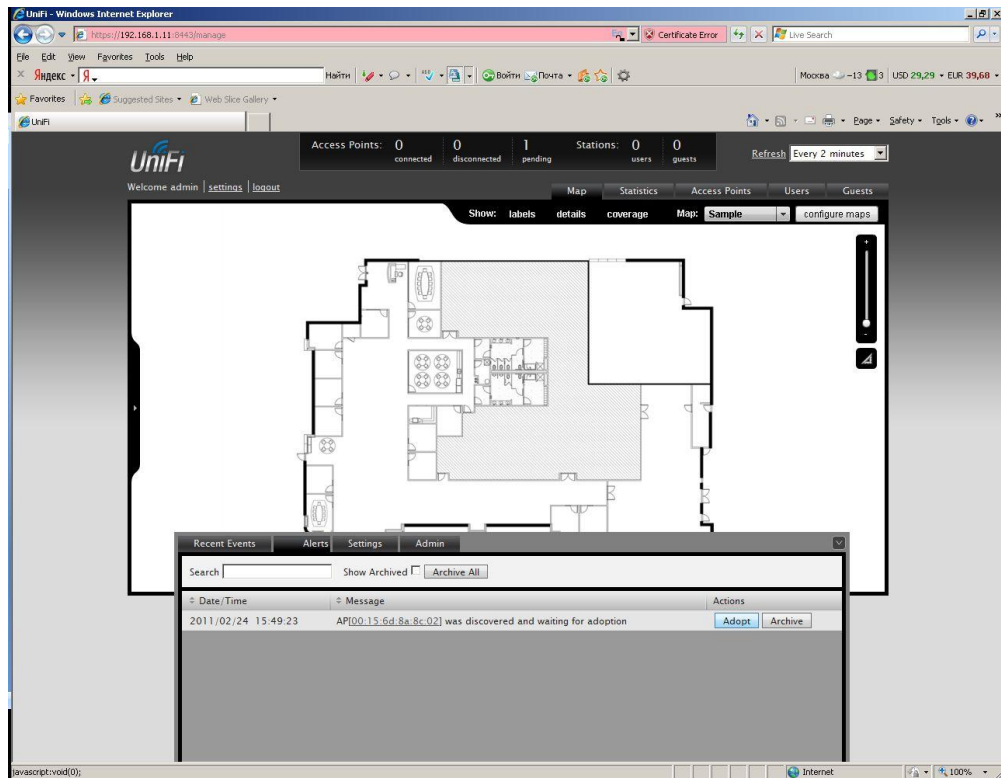 UniFi - Windows Internet Explorer
https://192.168.1.11:8443/manage
Certificate Error
Live Search
File Edit View Favorites Tools Help
Яндекс Я
Найти
Войти
Почта
Москва -13 3 USD 29,29 EUR 39,68
Favorites Suggested Sites Web Slice Gallery
UniFi
Page Safety Tools
UniFi
Access Points: 0 connected 0 disconnected 1 pending Stations: 0 users 0 guests
Refresh Every 2 minutes
Welcome admin settings logout
Map Statistics Access Points Users Guests
Show: labels details coverage Map: Sample configure maps
Recent Events Alerts Settings Admin
Search Show Archived Archive All
Date/Time Message Actions
2011/02/24 15:49:23 AP[00:15:6d:8a:8c:02] was discovered and waiting for adoption Adopt Archive
javascript:void(0); Internet 100%